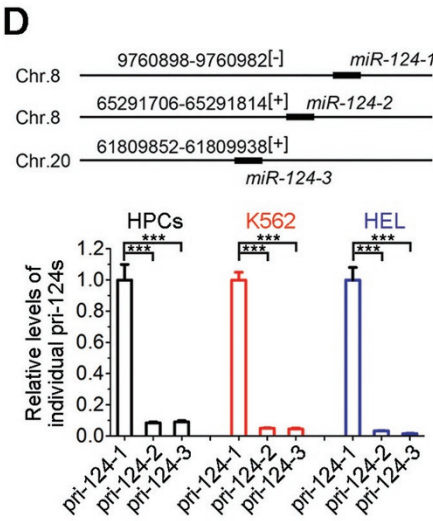 D
9760898-9760982[-] miR-124-1
Chr.8
65291706-65291814[+] miR-124-2
Chr.8
61809852-61809938[+]
Chr.20
miR-124-3
HPCs K562 HEL
*** *** ***
*** *** ***
Relative levels of
individual pri-124s
1.2
1.0
0.8
0.6
0.4
0.2
0.0
pri-124-1 pri-124-2 pri-124-3 pri-124-1 pri-124-2 pri-124-3 pri-124-1 pri-124-2 pri-124-3